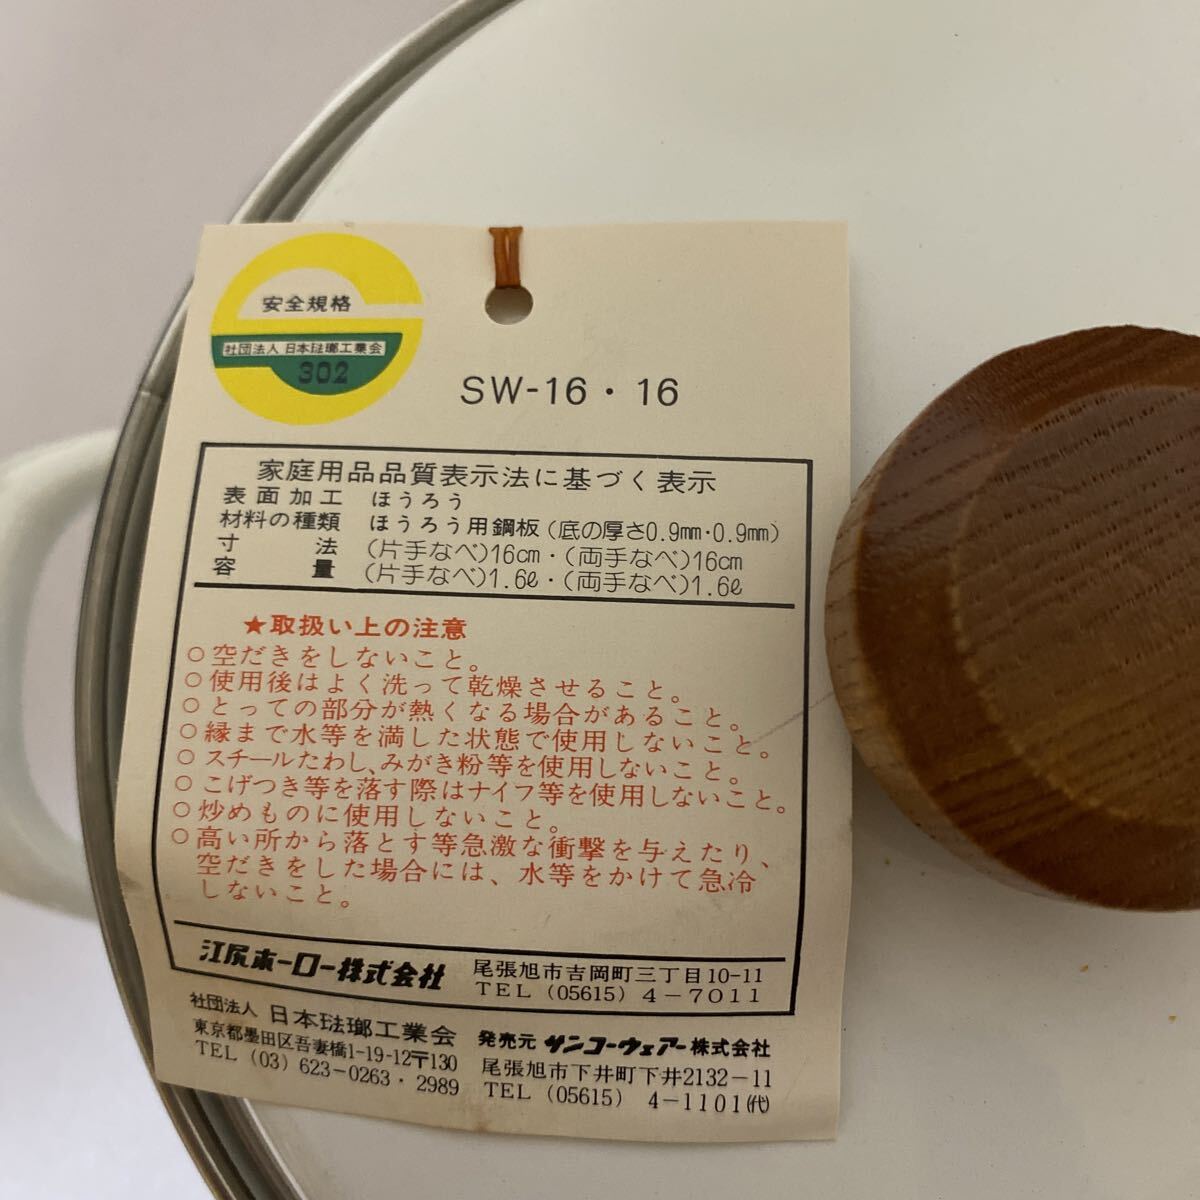 安全規格
社団法人 日本琺瑯工業会
302
SW-16・16
家庭用品品質表示法に基づく表示
表面加工 ほうろう
材料の種類 ほうろう用鋼板(底の厚さ0.9mm・0.9mm)
寸法 (片手なべ)16cm・(両手なべ)16cm
容量 (片手なべ)1.6ℓ・(両手なべ)1.6ℓ
★取扱い上の注意
○空だきをしないこと。
○使用後はよく洗って乾燥させること。
○とっての部分が熱くなる場合があること。
○縁まで水等を満した状態で使用しないこと。
○スチールたわし、みがき粉等を使用しないこと。
○こげつき等を落す際はナイフ等を使用しないこと。
○炒めものに使用しないこと。
○高い所から落とす等急激な衝撃を与えたり、
空だきをした場合には、水等をかけて急冷
しないこと。
江尻ホーロー株式会社
尾張旭市吉岡町三丁目10-11
TEL (05615) 4-7011
社団法人 日本琺瑯工業会
東京都墨田区吾妻橋1-19-12〒130
TEL (03) 623-0263・2989
発売元 サンコーウェアー株式会社
尾張旭市下井町下井2132-11
TEL (05615) 4-1101(代)